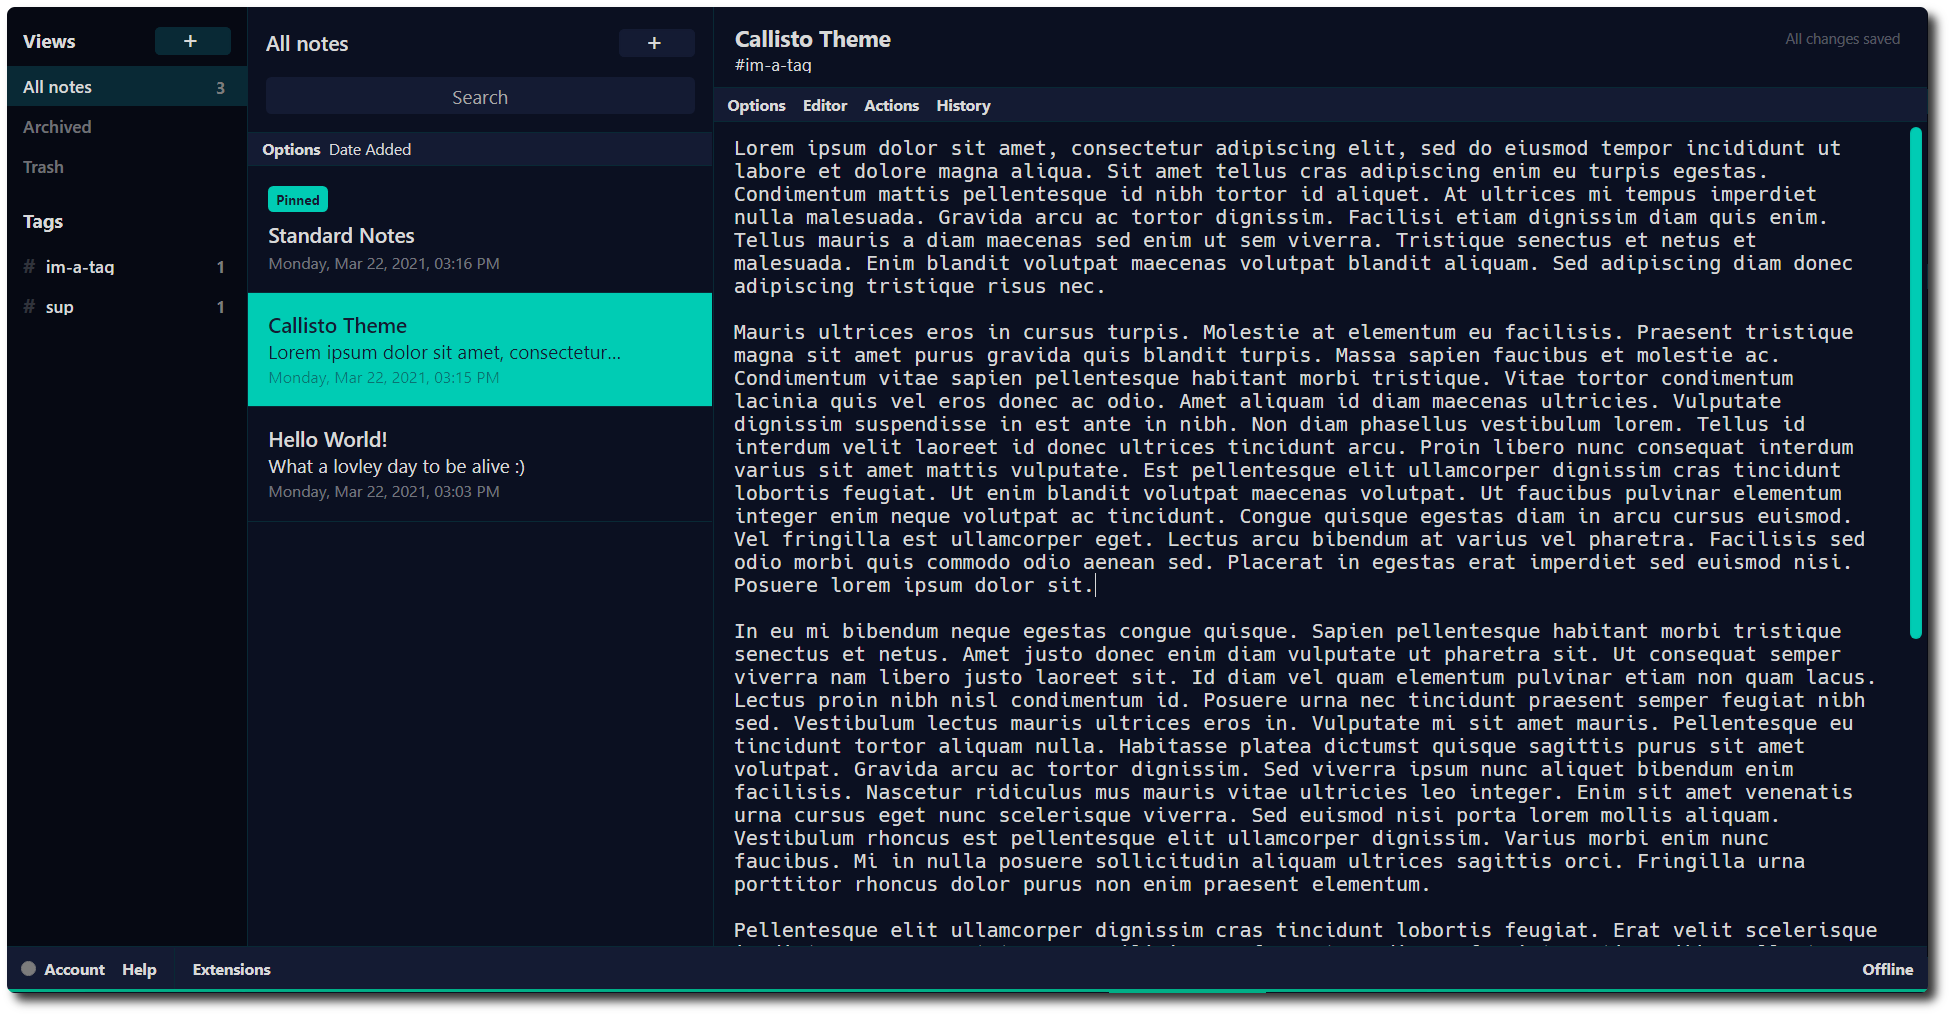 Views
+
All notes 3
Archived
Trash
Tags
# im-a-tag 1
# sup 1
All notes
+
Search
Options Date Added
Pinned
Standard Notes
Monday, Mar 22, 2021, 03:16 PM
Callisto Theme
Lorem ipsum dolor sit amet, consectetur...
Monday, Mar 22, 2021, 03:15 PM
Hello World!
What a lovley day to be alive :)
Monday, Mar 22, 2021, 03:03 PM
Callisto Theme
#im-a-tag
All changes saved
Options Editor Actions History
Lorem ipsum dolor sit amet, consectetur adipiscing elit, sed do eiusmod tempor incididunt ut
labore et dolore magna aliqua. Sit amet tellus cras adipiscing enim eu turpis egestas.
Condimentum mattis pellentesque id nibh tortor id aliquet. At ultrices mi tempus imperdiet
nulla malesuada. Gravida arcu ac tortor dignissim. Facilisi etiam dignissim diam quis enim.
Tellus mauris a diam maecenas sed enim ut sem viverra. Tristique senectus et netus et
malesuada. Enim blandit volutpat maecenas volutpat blandit aliquam. Sed adipiscing diam donec
adipiscing tristique risus nec.
Mauris ultrices eros in cursus turpis. Molestie at elementum eu facilisis. Praesent tristique
magna sit amet purus gravida quis blandit turpis. Massa sapien faucibus et molestie ac.
Condimentum vitae sapien pellentesque habitant morbi tristique. Vitae tortor condimentum
lacinia quis vel eros donec ac odio. Amet aliquam id diam maecenas ultricies. Vulputate
dignissim suspendisse in est ante in nibh. Non diam phasellus vestibulum lorem. Tellus id
interdum velit laoreet id donec ultrices tincidunt arcu. Proin libero nunc consequat interdum
varius sit amet mattis vulputate. Est pellentesque elit ullamcorper dignissim cras tincidunt
lobortis feugiat. Ut enim blandit volutpat maecenas volutpat. Ut faucibus pulvinar elementum
integer enim neque volutpat ac tincidunt. Congue quisque egestas diam in arcu cursus euismod.
Vel fringilla est ullamcorper eget. Lectus arcu bibendum at varius vel pharetra. Facilisis sed
odio morbi quis commodo odio aenean sed. Placerat in egestas erat imperdiet sed euismod nisi.
Posuere lorem ipsum dolor sit.
In eu mi bibendum neque egestas congue quisque. Sapien pellentesque habitant morbi tristique
senectus et netus. Amet justo donec enim diam vulputate ut pharetra sit. Ut consequat semper
viverra nam libero justo laoreet sit. Id diam vel quam elementum pulvinar etiam non quam lacus.
Lectus proin nibh nisl condimentum id. Posuere urna nec tincidunt praesent semper feugiat nibh
sed. Vestibulum lectus mauris ultrices eros in. Vulputate mi sit amet mauris. Pellentesque eu
tincidunt tortor aliquam nulla. Habitasse platea dictumst quisque sagittis purus sit amet
volutpat. Gravida arcu ac tortor dignissim. Sed viverra ipsum nunc aliquet bibendum enim
facilisis. Nascetur ridiculus mus mauris vitae ultricies leo integer. Enim sit amet venenatis
urna cursus eget nunc scelerisque viverra. Sed euismod nisi porta lorem mollis aliquam.
Vestibulum rhoncus est pellentesque elit ullamcorper dignissim. Varius morbi enim nunc
faucibus. Mi in nulla posuere sollicitudin aliquam ultrices sagittis orci. Fringilla urna
porttitor rhoncus dolor purus non enim praesent elementum.
Pellentesque elit ullamcorper dignissim cras tincidunt lobortis feugiat. Erat velit scelerisque
Account Help Extensions
Offline